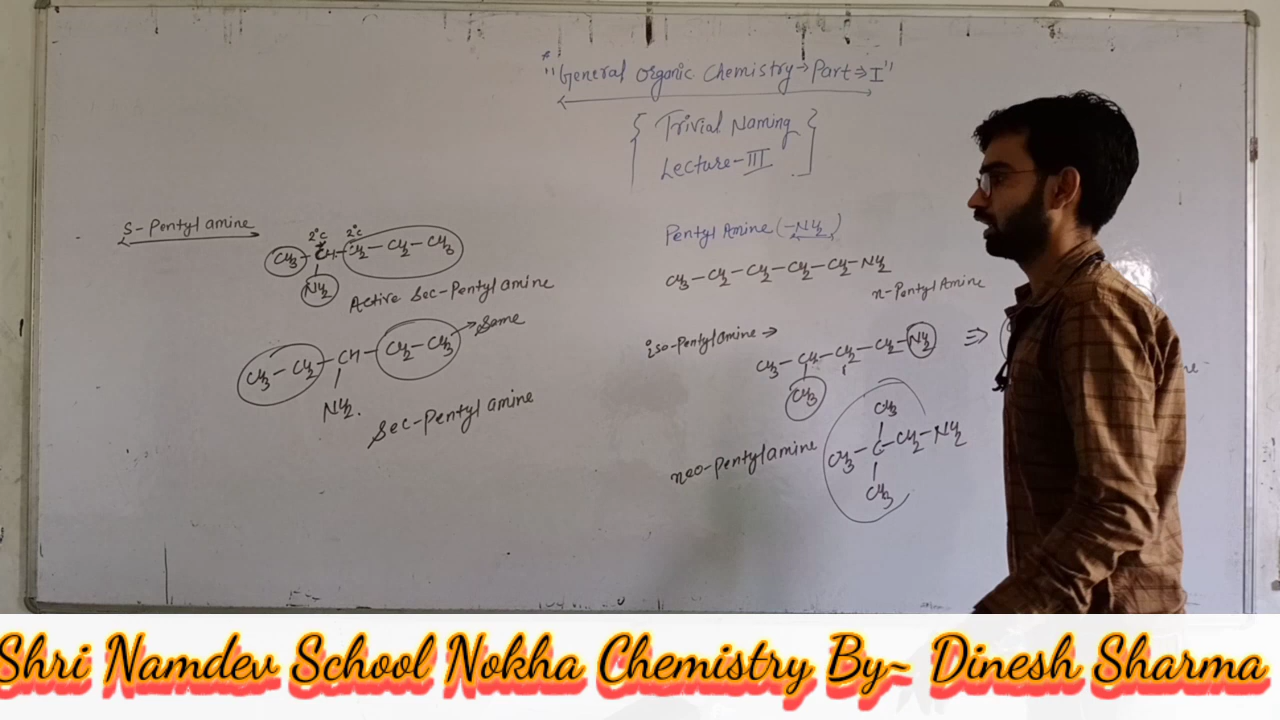 "General Organic Chemistry → Part ⇒ I"
{ Trivial Naming }
Lecture-III
S-Pentyl amine
2°C 2°C
CH3 - CH - CH2 - CH2 - CH3
NH2
Active Sec-Pentyl amine
Same
CH3 - CH2 - CH - CH2 - CH3
NH2.
Sec-Pentyl amine
Pentyl Amine (-NH2)
CH3 - CH2 - CH2 - CH2 - CH2 - NH2
n-Pentyl Amine
iso-Pentylamine →
CH3 - CH - CH2 - CH2 - NH2 ⇒
CH3
neo-Pentylamine
CH3
CH3 - C - CH2 - NH2
CH3
Shri Namdev School Nokha Chemistry By~ Dinesh Sharma